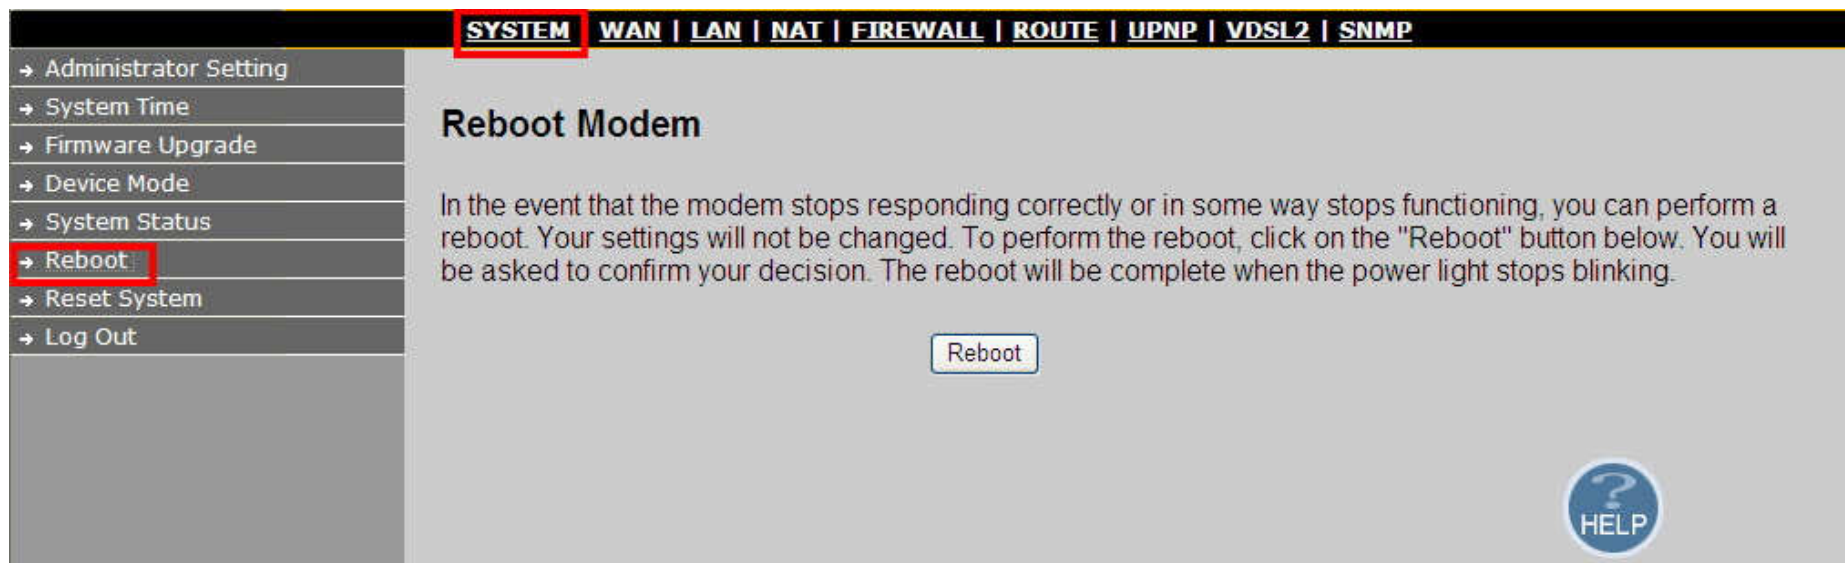 SYSTEM | WAN | LAN | NAT | FIREWALL | ROUTE | UPNP | VDSL2 | SNMP
Administrator Setting
System Time
Firmware Upgrade
Device Mode
System Status
Reboot
Reset System
Log Out
Reboot Modem
In the event that the modem stops responding correctly or in some way stops functioning, you can perform a
reboot. Your settings will not be changed. To perform the reboot, click on the "Reboot" button below. You will
be asked to confirm your decision. The reboot will be complete when the power light stops blinking.
Reboot
?
HELP